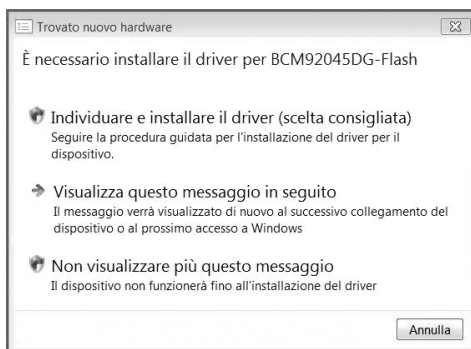 Trovato nuovo hardware
È necessario installare il driver per BCM92045DG-Flash
Individuare e installare il driver (scelta consigliata)
Seguire la procedura guidata per l'installazione del driver per il
dispositivo.
Visualizza questo messaggio in seguito
Il messaggio verrà visualizzato di nuovo al successivo collegamento del
dispositivo o al prossimo accesso a Windows
Non visualizzare più questo messaggio
Il dispositivo non funzionerà fino all'installazione del driver
Annulla